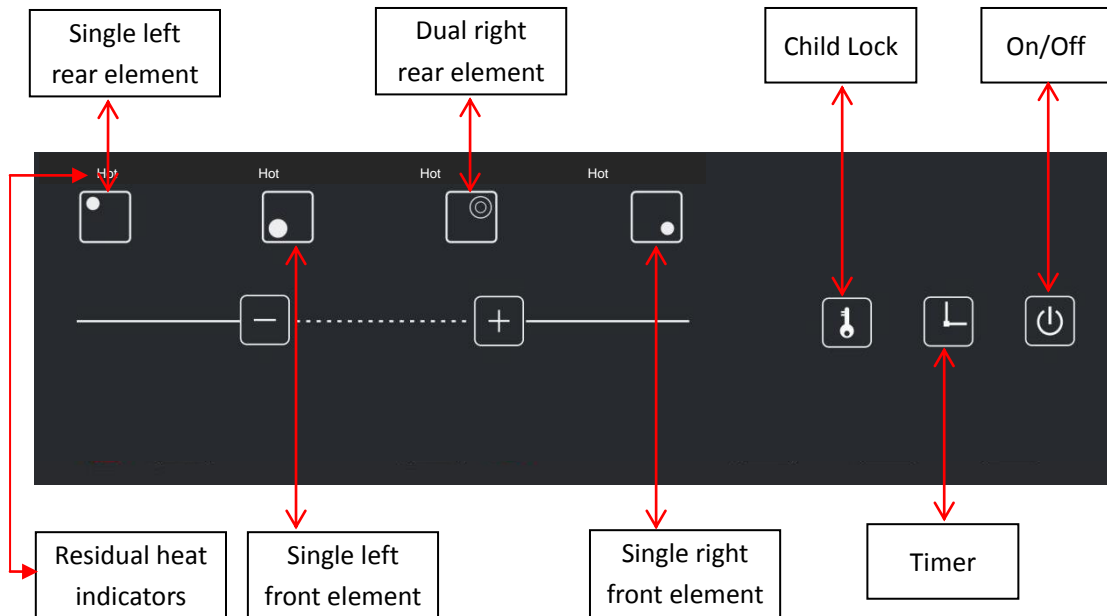 Single left
rear element
Dual right
rear element
Child Lock
On/Off
Hot
Hot
Hot
Hot
Residual heat
indicators
Single left
front element
Single right
front element
Timer